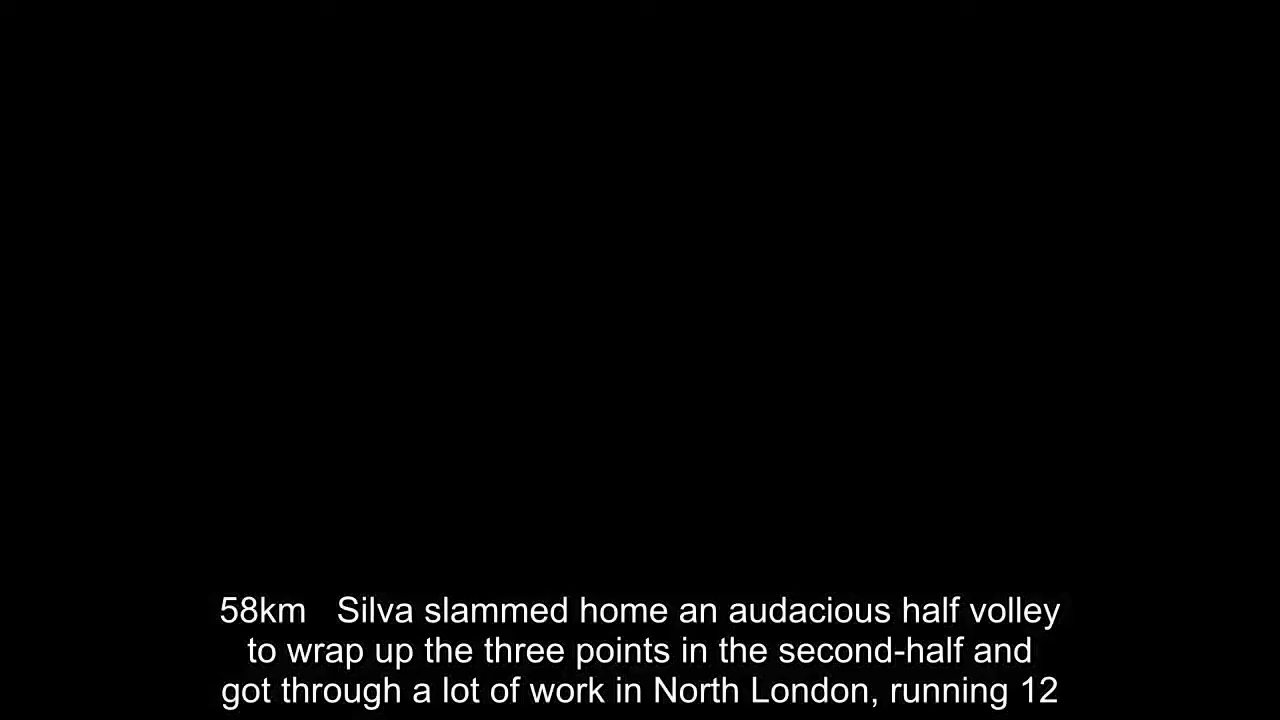 58km   Silva slammed home an audacious half volley
to wrap up the three points in the second-half and
got through a lot of work in North London, running 12